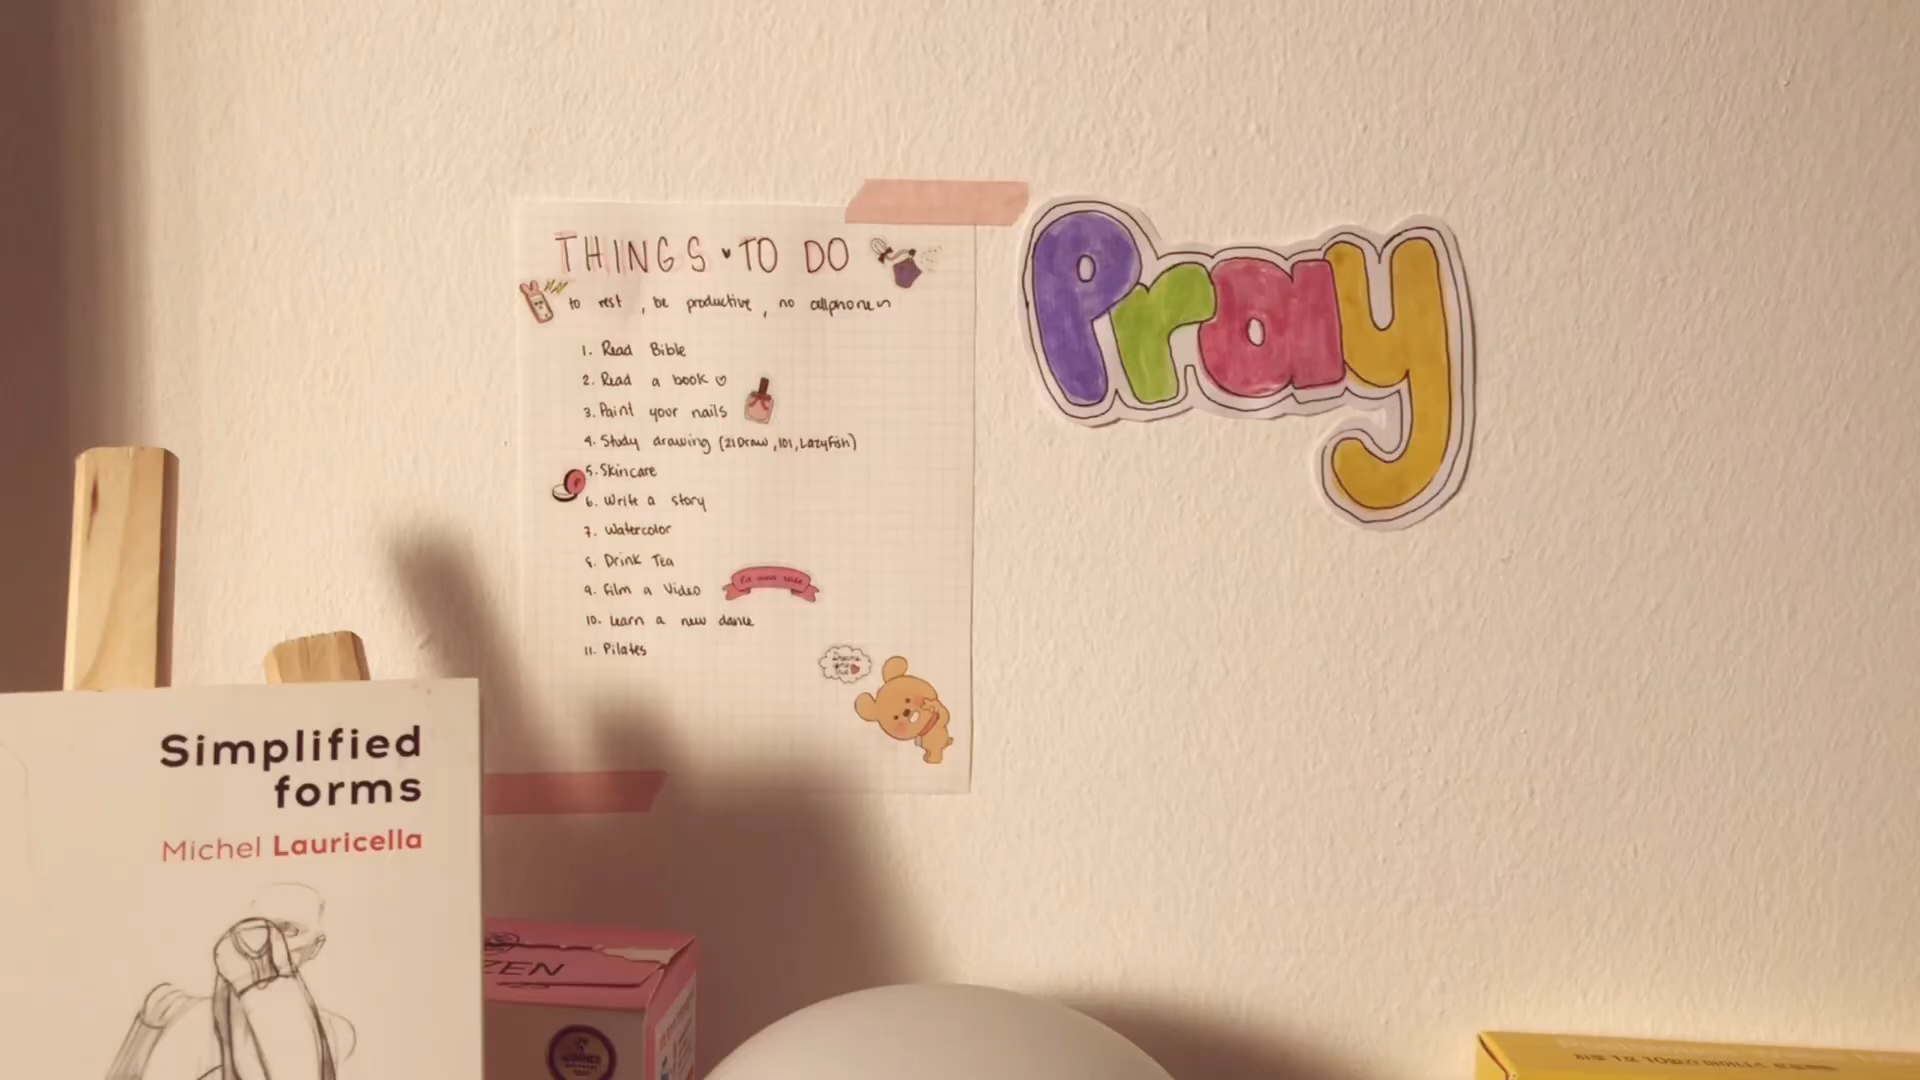 THINGS TO DO
to rest, be productive, no cellphone
1. Read Bible
2. Read a book
3. Paint your nails
4. Study drawing (21Draw, 101, LazyFish)
5. Skincare
6. Write a story
7. Watercolor
8. Drink Tea
9. Film a Video
10. Learn a new dance
11. Pilates
Pray
Simplified
forms
Michel Lauricella
ZEN